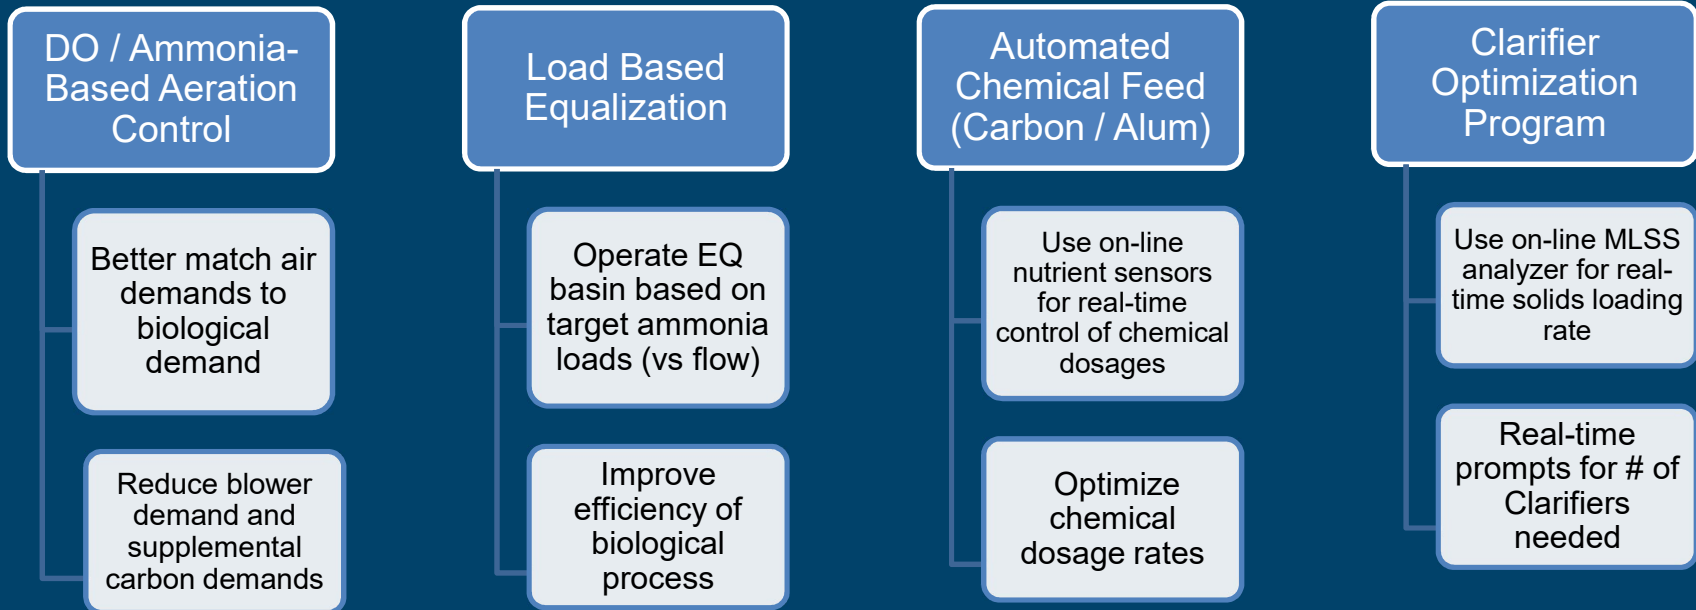 DO / Ammonia-
Based Aeration
Control
Better match air
demands to
biological
demand
Reduce blower
demand and
supplemental
carbon demands
Load Based
Equalization
Operate EQ
basin based on
target ammonia
loads (vs flow)
Improve
efficiency of
biological
process
Automated
Chemical Feed
(Carbon / Alum)
Use on-line
nutrient sensors
for real-time
control of chemical
dosages
Optimize
chemical
dosage rates
Clarifier
Optimization
Program
Use on-line MLSS
analyzer for real-
time solids loading
rate
Real-time
prompts for # of
Clarifiers
needed